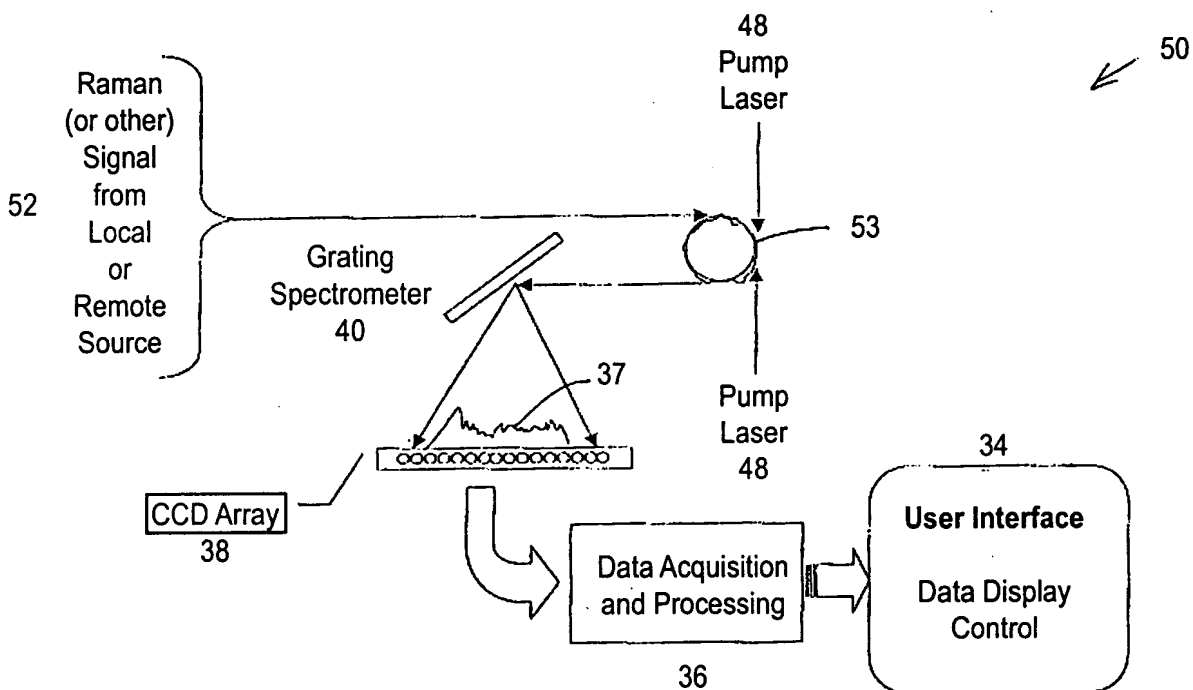 48
Pump
Laser
50
Raman
(or other)
Signal
from
Local
or
Remote
Source
52
53
Grating
Spectrometer
40
37
Pump
Laser
48
CCD Array
38
34
User Interface
Data Display
Control
Data Acquisition
and Processing
36